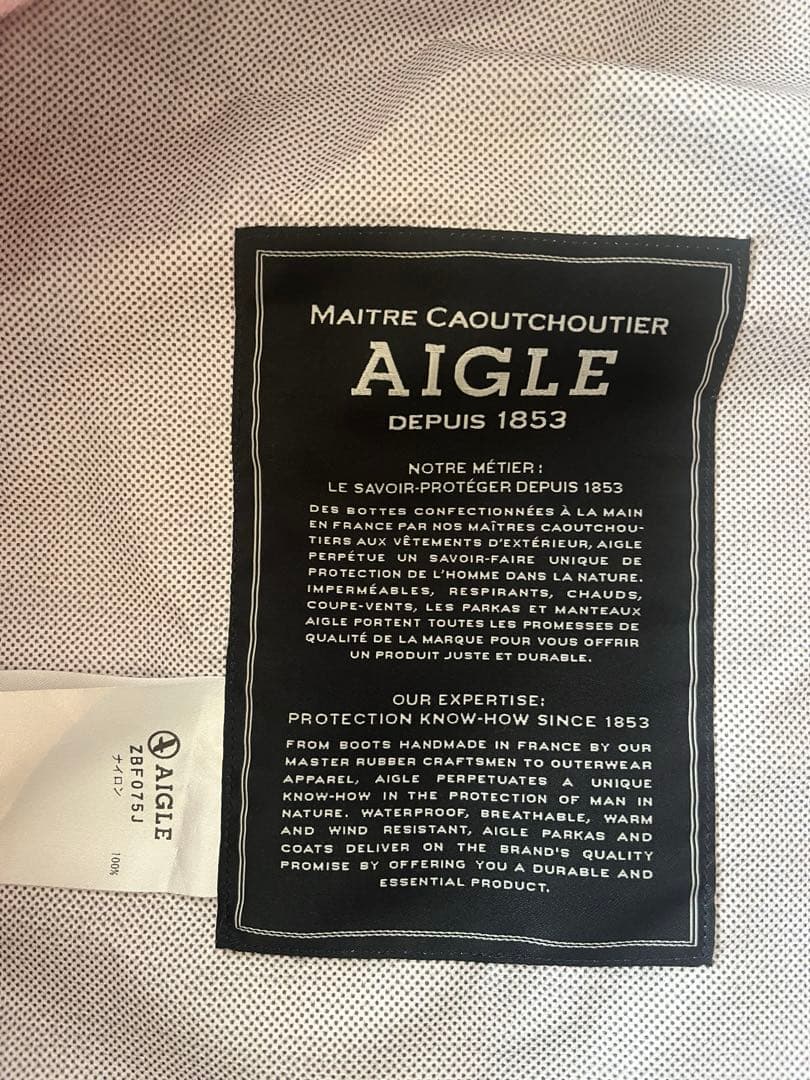 MAITRE CAOUTCHOUTIER
AIGLE
DEPUIS 1853
NOTRE MÉTIER :
LE SAVOIR-PROTÉGER DEPUIS 1853
DES BOTTES CONFECTIONNÉES À LA MAIN
EN FRANCE PAR NOS MAÎTRES CAOUTCHOU-
TIERS AUX VÊTEMENTS D'EXTÉRIEUR, AIGLE
PERPÉTUE UN SAVOIR-FAIRE UNIQUE DE
PROTECTION DE L'HOMME DANS LA NATURE.
IMPERMÉABLES, RESPIRANTS, CHAUDS,
COUPE-VENTS, LES PARKAS ET MANTEAUX
AIGLE PORTENT TOUTES LES PROMESSES DE
QUALITÉ DE LA MARQUE POUR VOUS OFFRIR
UN PRODUIT JUSTE ET DURABLE.
OUR EXPERTISE:
PROTECTION KNOW-HOW SINCE 1853
FROM BOOTS HANDMADE IN FRANCE BY OUR
MASTER RUBBER CRAFTSMEN TO OUTERWEAR
APPAREL, AIGLE PERPETUATES A UNIQUE
KNOW-HOW IN THE PROTECTION OF MAN IN
NATURE. WATERPROOF, BREATHABLE, WARM
AND WIND RESISTANT, AIGLE PARKAS AND
COATS DELIVER ON THE BRAND'S QUALITY
PROMISE BY OFFERING YOU A DURABLE AND
ESSENTIAL PRODUCT.
AIGLE
ZBF075J
ナイロン 100%